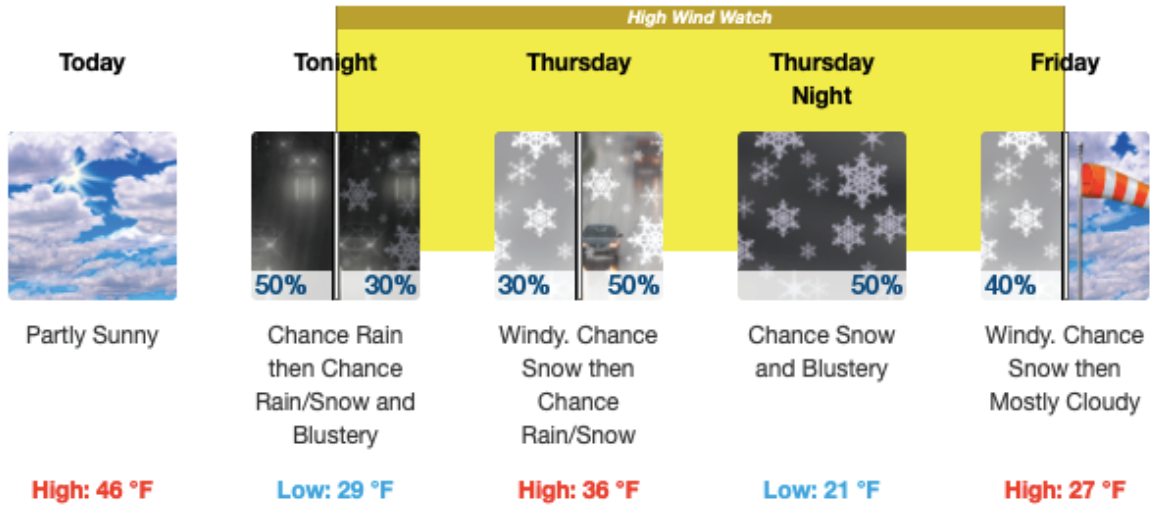 High Wind Watch
Today
Tonight
Thursday
Thursday
Night
Friday
50%
30%
30%
50%
50%
40%
Partly Sunny
Chance Rain
then Chance
Rain/Snow and
Blustery
Windy. Chance
Snow then
Chance
Rain/Snow
Chance Snow
and Blustery
Windy. Chance
Snow then
Mostly Cloudy
High: 46 °F
Low: 29 °F
High: 36 °F
Low: 21 °F
High: 27 °F